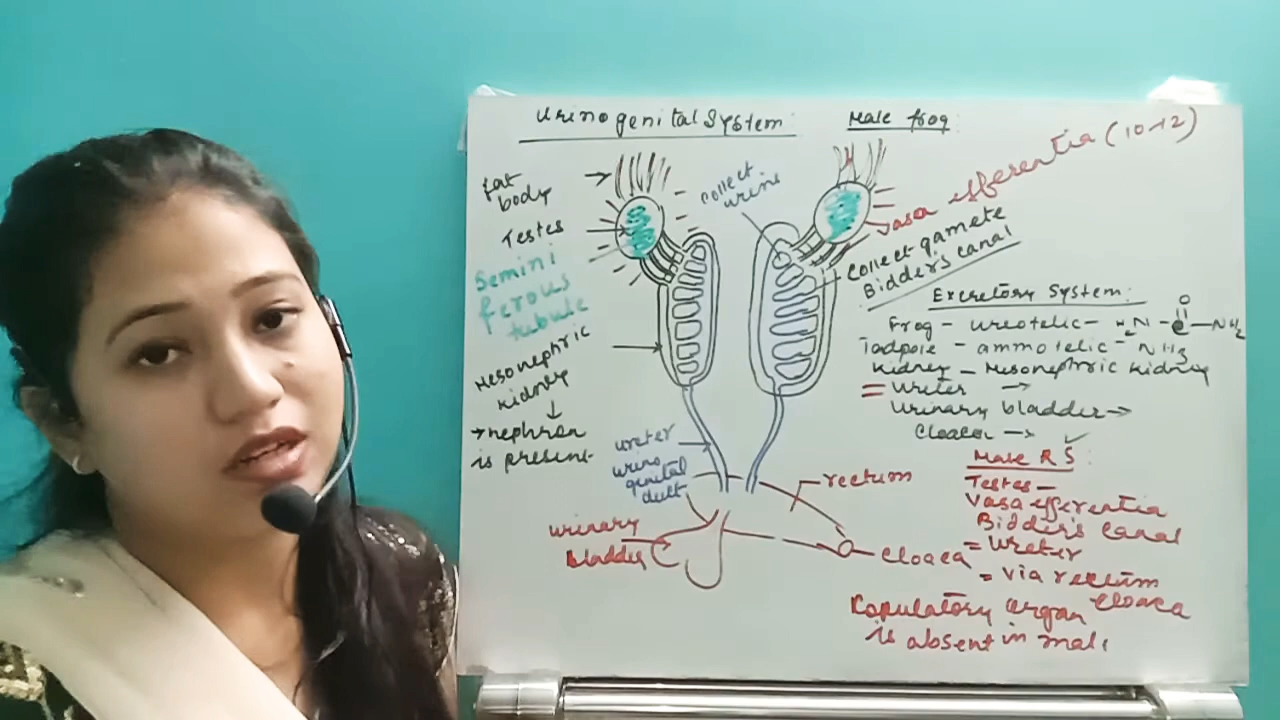 Urinogenital System Male frog
fat
body
Testes
Semini
ferous
tubule
Mesonephric
kidney
↓
→nephron
is present-
collect
urine
Vasa efferentia (10-12)
Collect gamete
Bidder's canal
ureter
urino
genital
duct
urinary
bladder
rectum
Cloaca
Excretory System:
Frog - ureotelic - H2N - C - NH2
O
Tadpole - ammotelic - NH3
Kidney - Mesonephric kidney
= Ureter →
Urinary bladder →
Cloaca →
Male R S:
Testes -
Vasa efferentia
Bidder's Canal
= Ureter
= via rectum
cloaca
Kopulatory organ
is absent in male